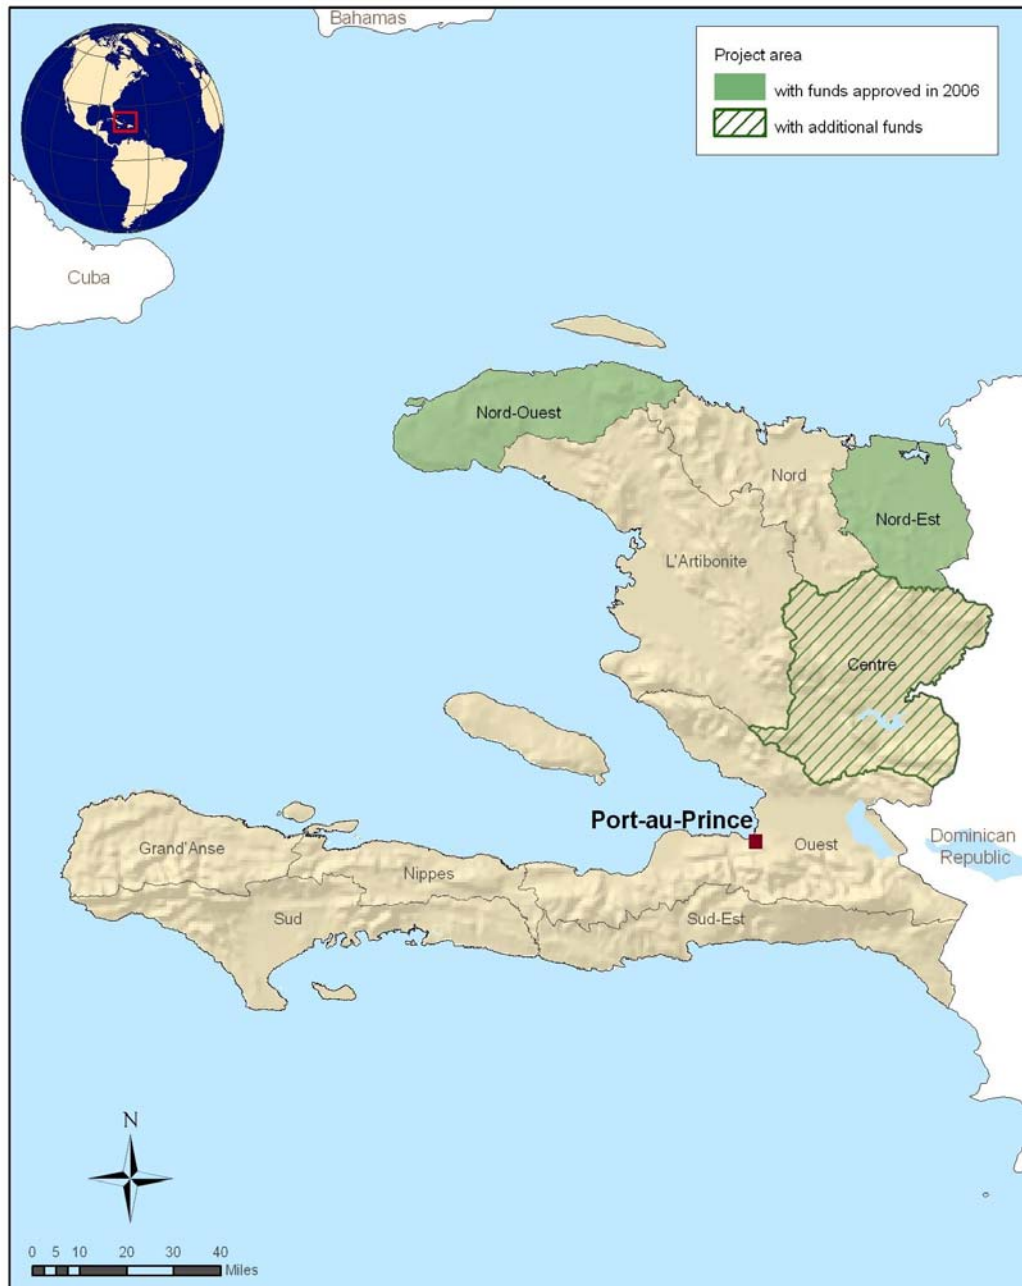 Bahamas
Project area
with funds approved in 2006
with additional funds
Cuba
Nord-Ouest
Nord
Nord-Est
L'Artibonite
Centre
Port-au-Prince
Ouest
Dominican
Republic
Grand'Anse
Nippes
Sud
Sud-Est
N
0 5 10 20 30 40
Miles